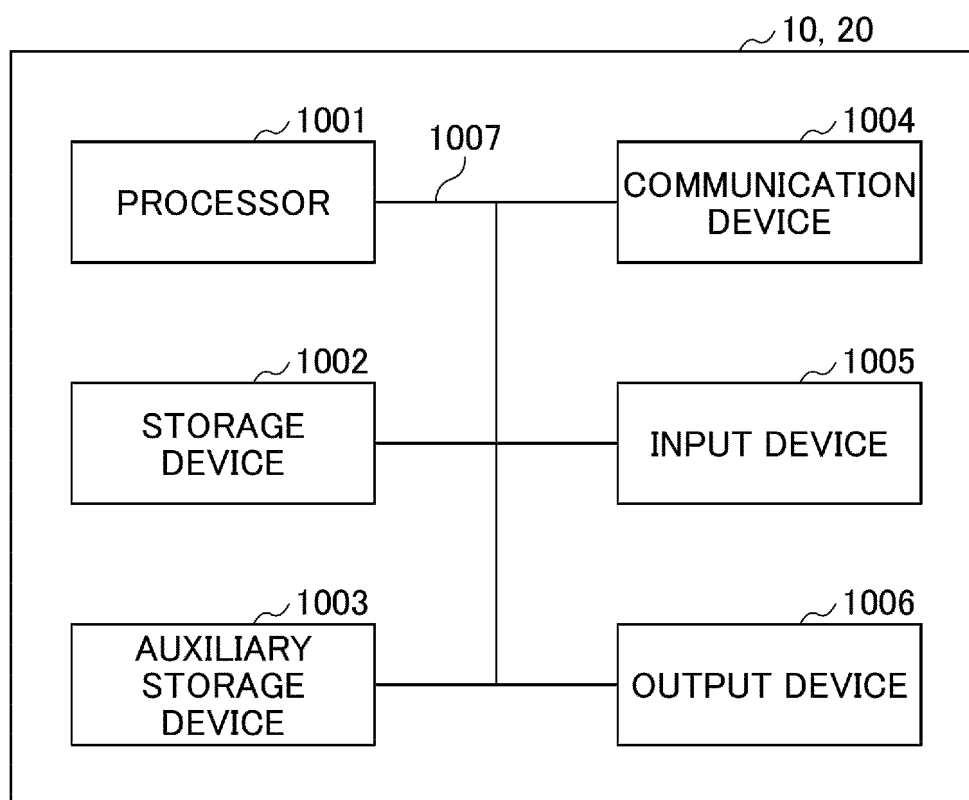 10, 20
1001
PROCESSOR
1007
1004
COMMUNICATION
DEVICE
1002
STORAGE
DEVICE
1005
INPUT DEVICE
1003
AUXILIARY
STORAGE
DEVICE
1006
OUTPUT DEVICE